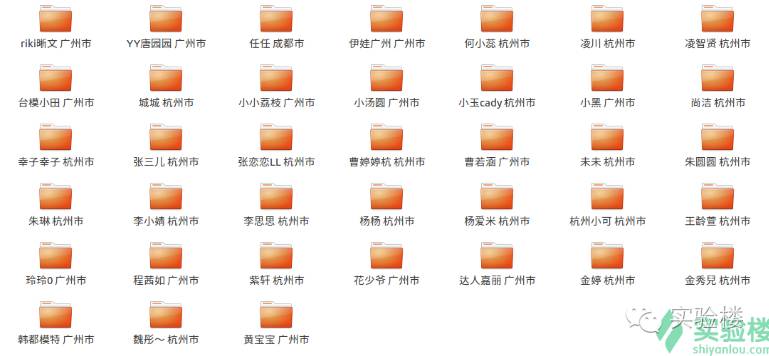 riki晰文 广州市
YY唐园园 广州市
任任 成都市
伊娃广州 广州市
何小蕊 杭州市
凌川 杭州市
凌智贤 杭州市
台模小田 广州市
城城 杭州市
小小荔枝 广州市
小汤圆 广州市
小玉cady 杭州市
小黑 广州市
尚洁 杭州市
幸子幸子 杭州市
张三儿 杭州市
张恋恋LL 杭州市
曹婷婷杭 杭州市
曹若涵 广州市
未未 杭州市
朱圆圆 杭州市
朱琳 杭州市
李小婧 杭州市
李思思 杭州市
杨杨 杭州市
杨爱米 杭州市
杭州小可 杭州市
王龄萱 杭州市
玲玲0 广州市
程茜如 广州市
紫轩 杭州市
花少爷 广州市
达人嘉丽 广州市
金婷 杭州市
金秀兒 杭州市
韩都模特 广州市
魏彤～ 杭州市
黄宝宝 广州市
实验楼
实验楼
shiyanlou.com